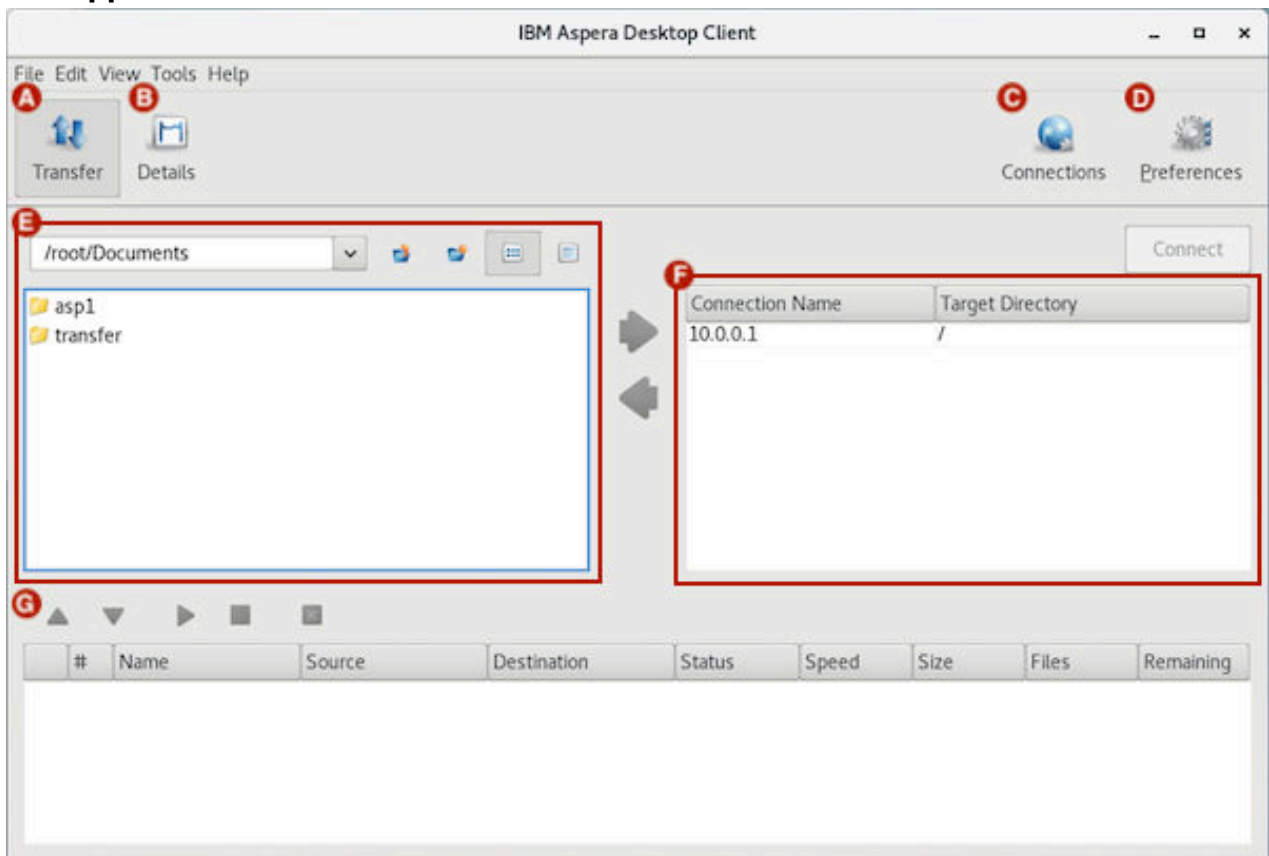 IBM Aspera Desktop Client
File Edit View Tools Help
A B C D
Transfer Details Connections Preferences
E
/root/Documents Connect
F
asp1
transfer
Connection Name Target Directory
10.0.0.1 /
G
# Name Source Destination Status Speed Size Files Remaining